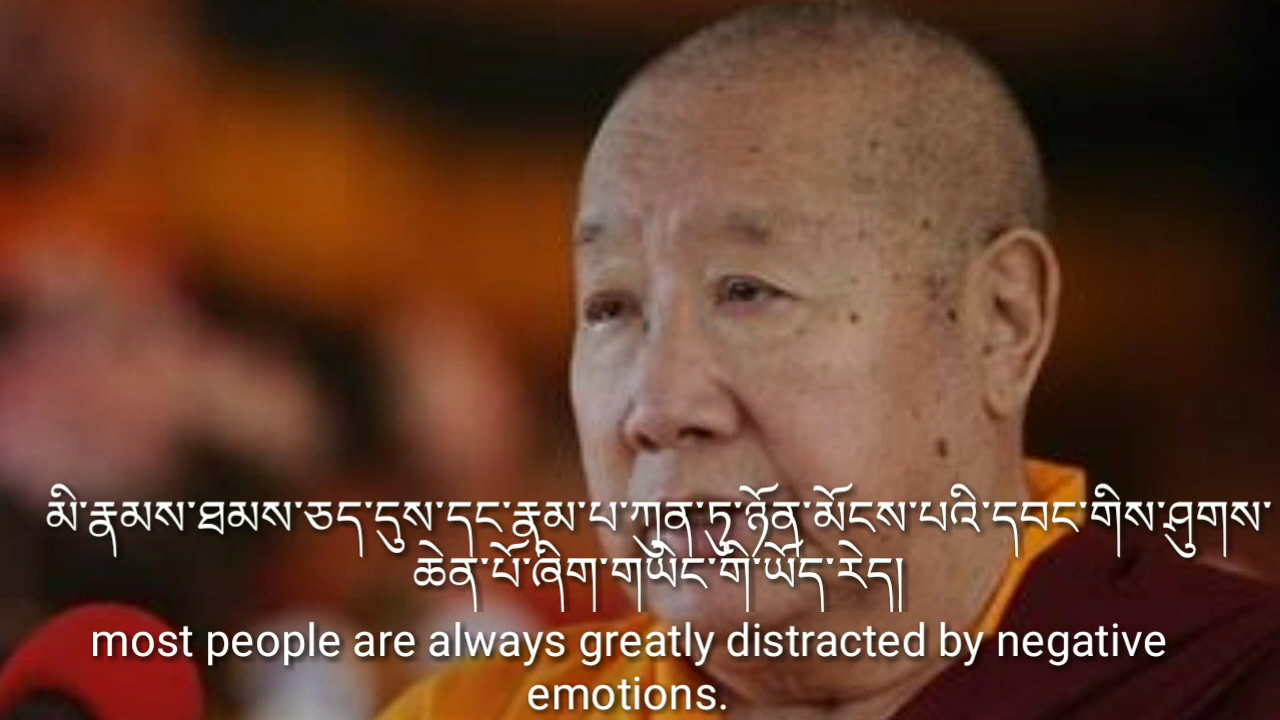 མི་རྣམས་ཐམས་ཅད་དུས་དང་རྣམ་པ་ཀུན་ཏུ་ཉོན་མོངས་པའི་དབང་གིས་ཤུགས་
ཆེན་པོ་ཞིག་གཡེང་གི་ཡོད་རེད།
most people are always greatly distracted by negative
emotions.